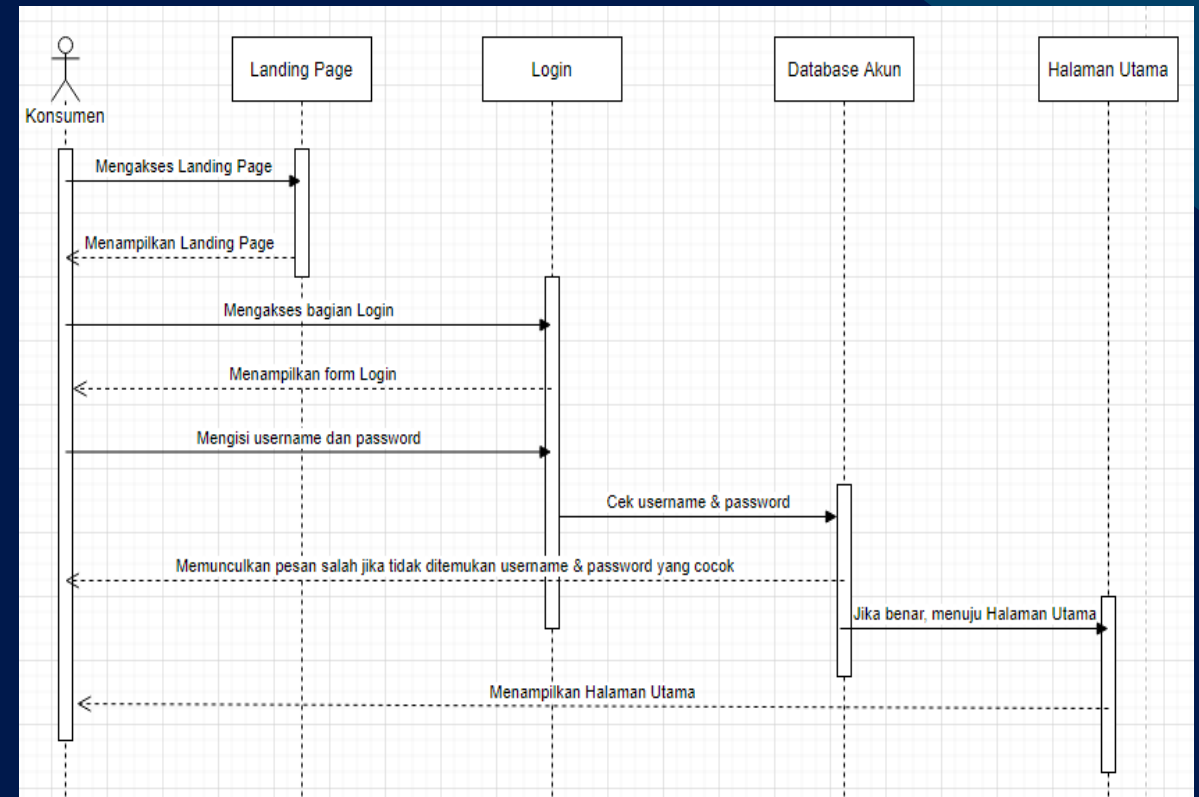 Konsumen
Landing Page
Login
Database Akun
Halaman Utama
Mengakses Landing Page
Menampilkan Landing Page
Mengakses bagian Login
Menampilkan form Login
Mengisi username dan password
Cek username & password
Memunculkan pesan salah jika tidak ditemukan username & password yang cocok
Jika benar, menuju Halaman Utama
Menampilkan Halaman Utama